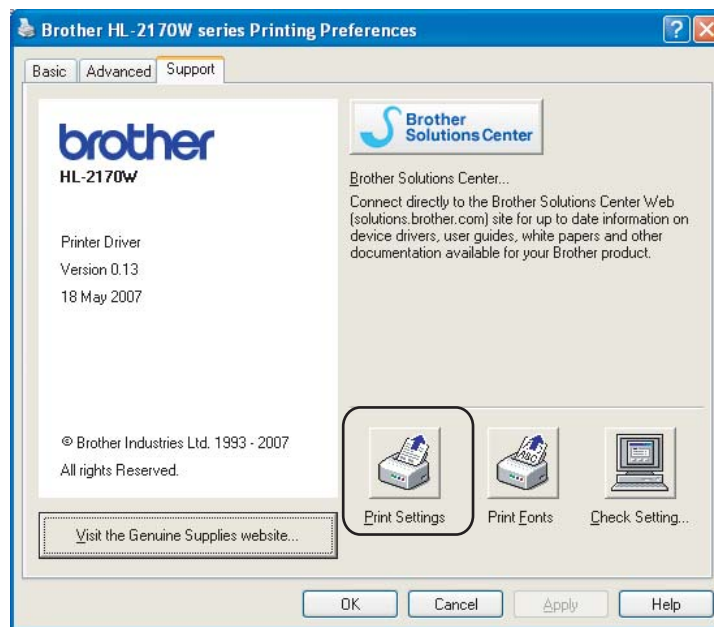 Brother HL-2170W series Printing Preferences
Basic
Advanced
Support
brother
HL-2170W
Printer Driver
Version 0.13
18 May 2007
© Brother Industries Ltd. 1993 - 2007
All rights Reserved.
Visit the Genuine Supplies website...
Brother
Solutions Center
Brother Solutions Center...
Connect directly to the Brother Solutions Center Web
(solutions.brother.com) site for up to date information on
device drivers, user guides, white papers and other
documentation available for your Brother product.
ABC
Print Settings
Print Fonts
Check Setting...
OK
Cancel
Apply
Help